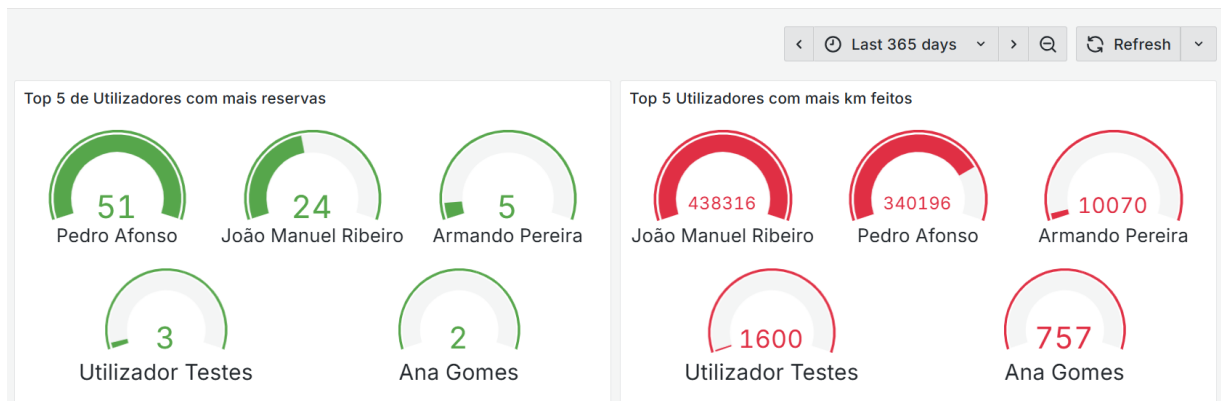 Last 365 days
Refresh
Top 5 de Utilizadores com mais reservas
51
24
5
Pedro Afonso
João Manuel Ribeiro
Armando Pereira
3
2
Utilizador Testes
Ana Gomes
Top 5 Utilizadores com mais km feitos
438316
340196
10070
João Manuel Ribeiro
Pedro Afonso
Armando Pereira
1600
757
Utilizador Testes
Ana Gomes